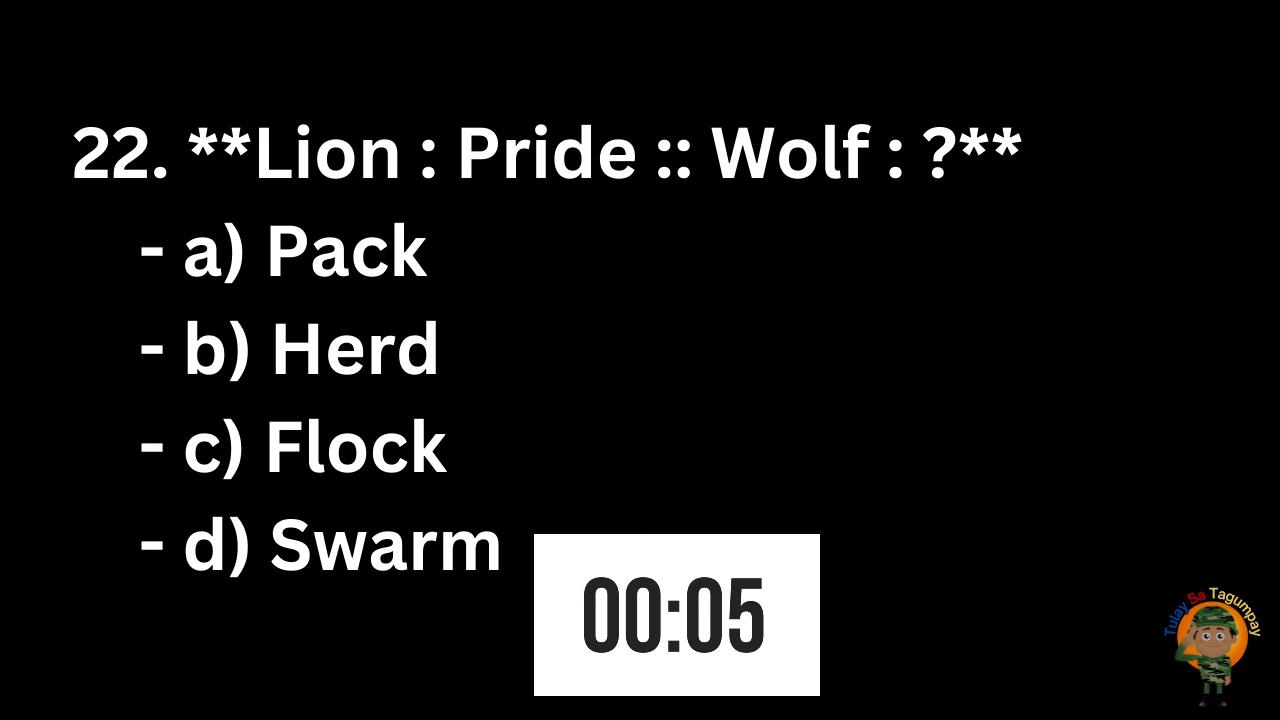 22. **Lion : Pride :: Wolf : ?**
- a) Pack
- b) Herd
- c) Flock
- d) Swarm
00:05
Tulay Sa Tagumpay